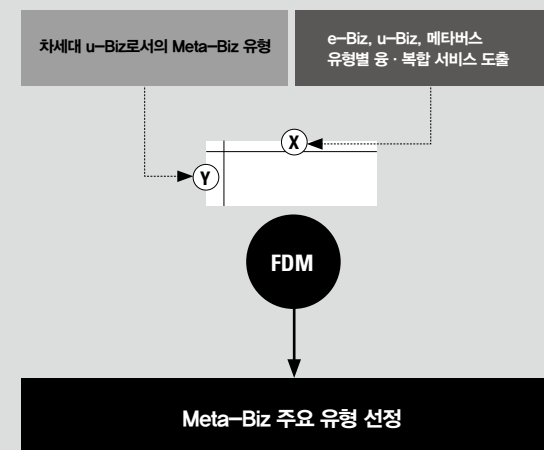 차세대 u-Biz로서의 Meta-Biz 유형
e-Biz, u-Biz, 메타버스
유형별 융·복합 서비스 도출
X
Y
FDM
Meta-Biz 주요 유형 선정